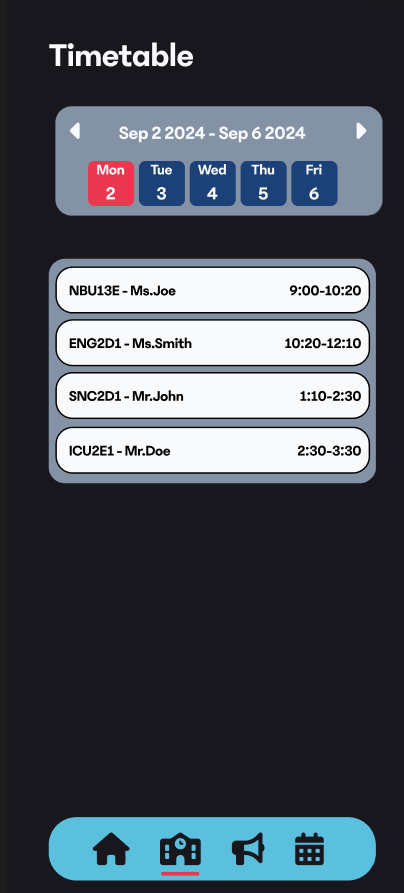 Timetable
Sep 2 2024 - Sep 6 2024
Mon Tue Wed Thu Fri
2 3 4 5 6
NBU13E - Ms.Joe 9:00-10:20
ENG2D1 - Ms.Smith 10:20-12:10
SNC2D1 - Mr.John 1:10-2:30
ICU2E1 - Mr.Doe 2:30-3:30